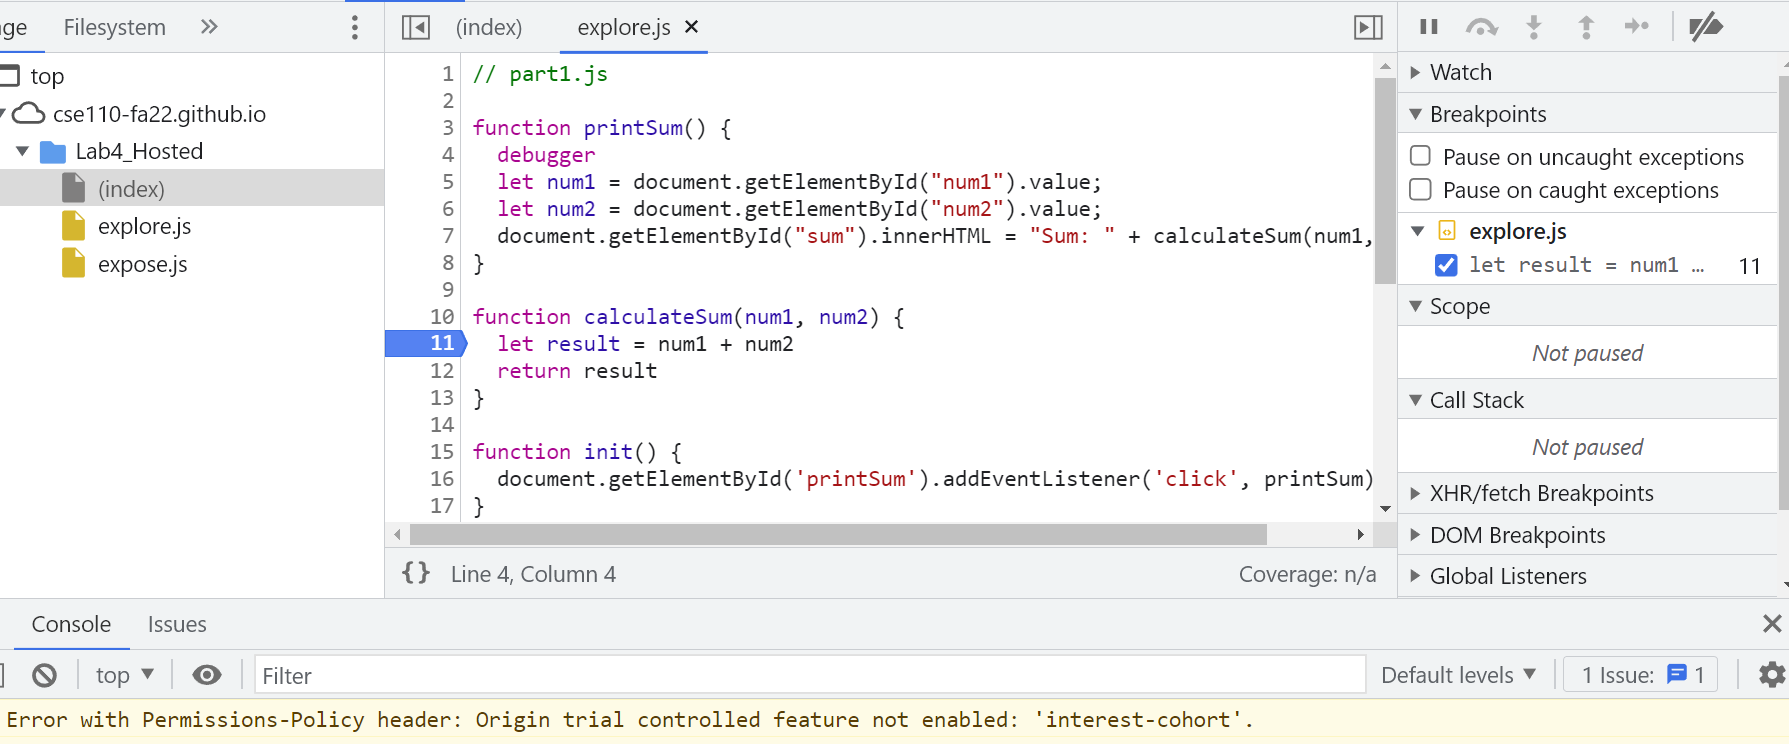 ge Filesystem
top
cse110-fa22.github.io
Lab4_Hosted
(index)
explore.js
expose.js
(index) explore.js
1 // part1.js
2
3 function printSum() {
4 debugger
5 let num1 = document.getElementById("num1").value;
6 let num2 = document.getElementById("num2").value;
7 document.getElementById("sum").innerHTML = "Sum: " + calculateSum(num1,
8 }
9
10 function calculateSum(num1, num2) {
11 let result = num1 + num2
12 return result
13 }
14
15 function init() {
16 document.getElementById('printSum').addEventListener('click', printSum)
17 }
{} Line 4, Column 4 Coverage: n/a
Watch
Breakpoints
Pause on uncaught exceptions
Pause on caught exceptions
explore.js
let result = num1 … 11
Scope
Not paused
Call Stack
Not paused
XHR/fetch Breakpoints
DOM Breakpoints
Global Listeners
Console Issues
top Filter Default levels 1 Issue: 1
Error with Permissions-Policy header: Origin trial controlled feature not enabled: 'interest-cohort'.